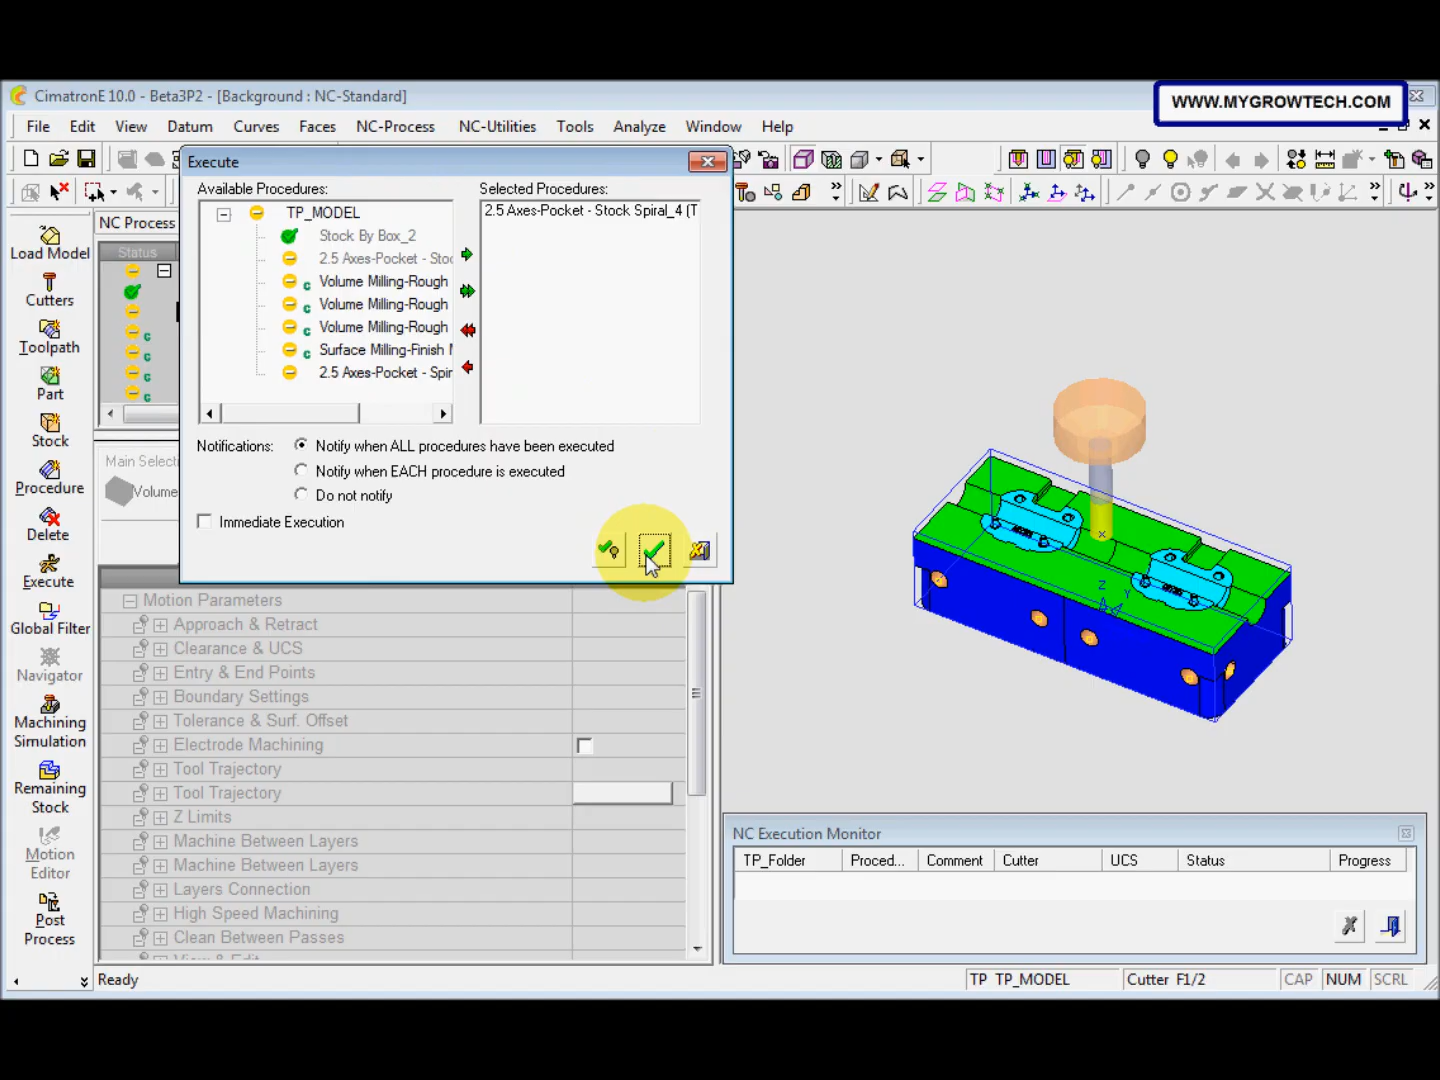 CimatronE 10.0 - Beta3P2 - [Background : NC-Standard]
WWW.MYGROWTECH.COM
File Edit View Datum Curves Faces NC-Process NC-Utilities Tools Analyze Window Help
Execute
Available Procedures:
Selected Procedures:
TP_MODEL
Stock By Box_2
2.5 Axes-Pocket - Stoc
Volume Milling-Rough
Volume Milling-Rough
Volume Milling-Rough
Surface Milling-Finish
2.5 Axes-Pocket - Spir
2.5 Axes-Pocket - Stock Spiral_4 (T
Notifications:
Notify when ALL procedures have been executed
Notify when EACH procedure is executed
Do not notify
Immediate Execution
NC Process
Status
Main Selecti
Volume
Load Model
Cutters
Toolpath
Part
Stock
Procedure
Delete
Execute
Global Filter
Navigator
Machining
Simulation
Remaining
Stock
Motion
Editor
Post
Process
Motion Parameters
Approach & Retract
Clearance & UCS
Entry & End Points
Boundary Settings
Tolerance & Surf. Offset
Electrode Machining
Tool Trajectory
Tool Trajectory
Z Limits
Machine Between Layers
Machine Between Layers
Layers Connection
High Speed Machining
Clean Between Passes
Z
Y
NC Execution Monitor
TP_Folder Proced... Comment Cutter UCS Status Progress
Ready
TP TP_MODEL
Cutter F1/2
CAP NUM SCRL